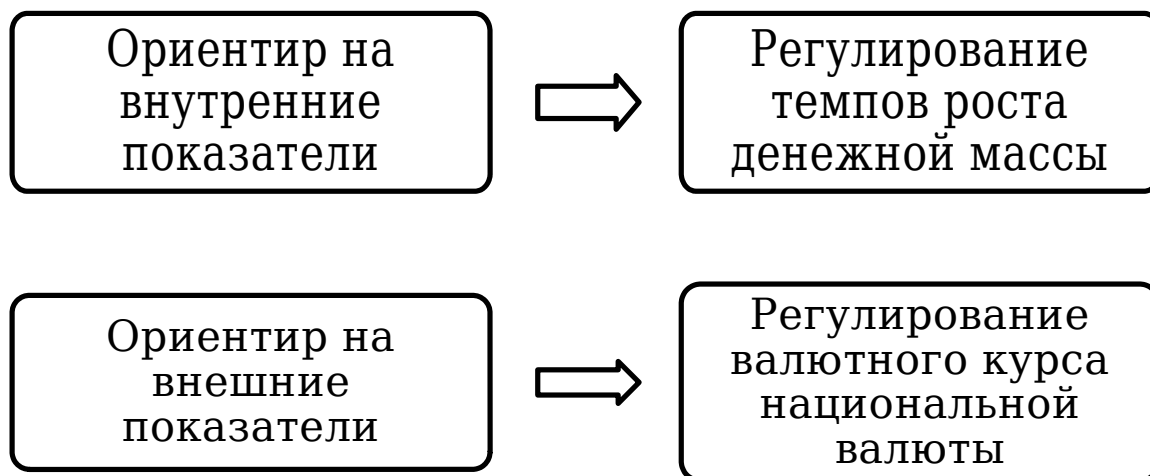 Ориентир на
внутренние
показатели
Регулирование
темпов роста
денежной массы
Ориентир на
внешние
показатели
Регулирование
валютного курса
национальной
валюты